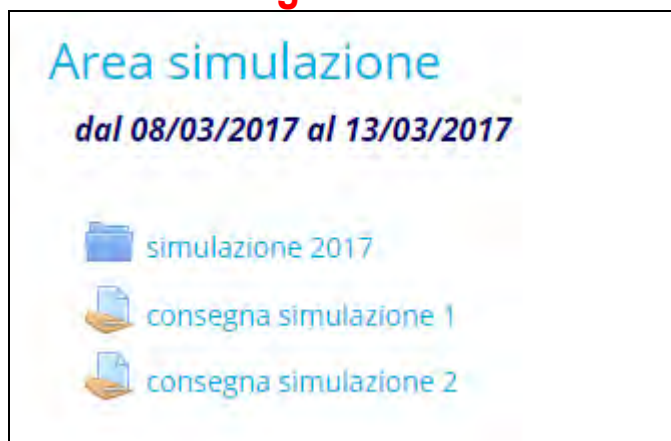 Area simulazione
dal 08/03/2017 al 13/03/2017
simulazione 2017
consegna simulazione 1
consegna simulazione 2